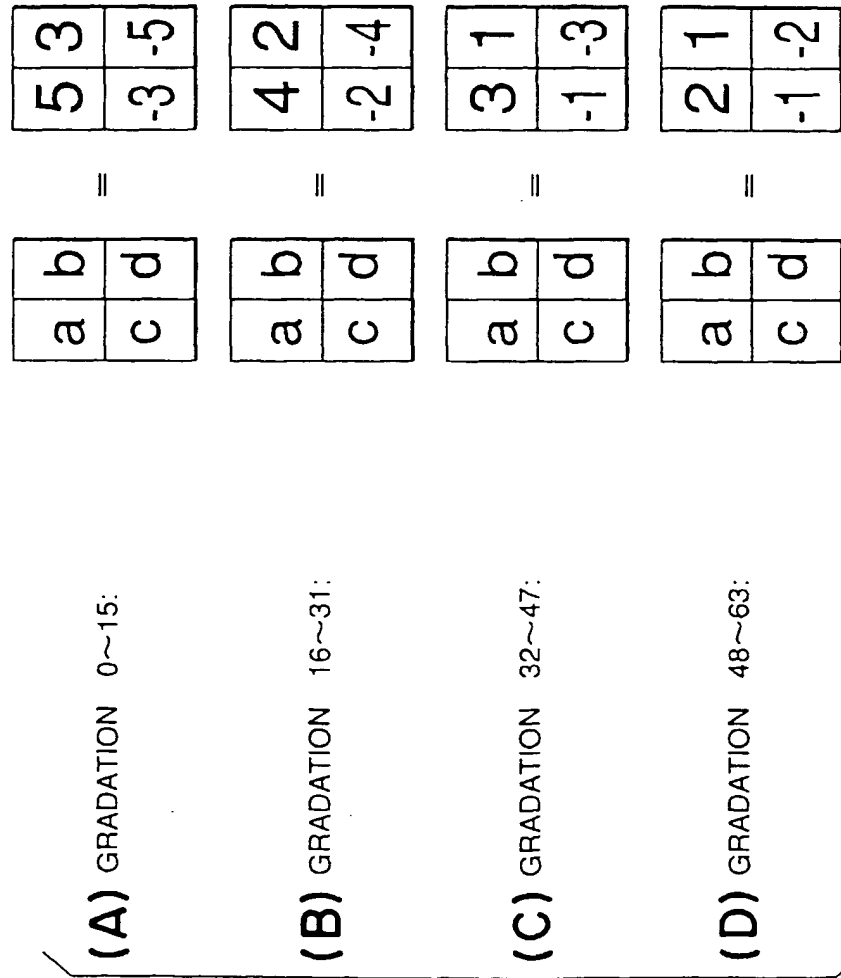 a b 5 3
(A) GRADATION 0~15: =
c d -3 -5
a b 4 2
(B) GRADATION 16~31: =
c d -2 -4
a b 3 1
(C) GRADATION 32~47: =
c d -1 -3
a b 2 1
(D) GRADATION 48~63: =
c d -1 -2